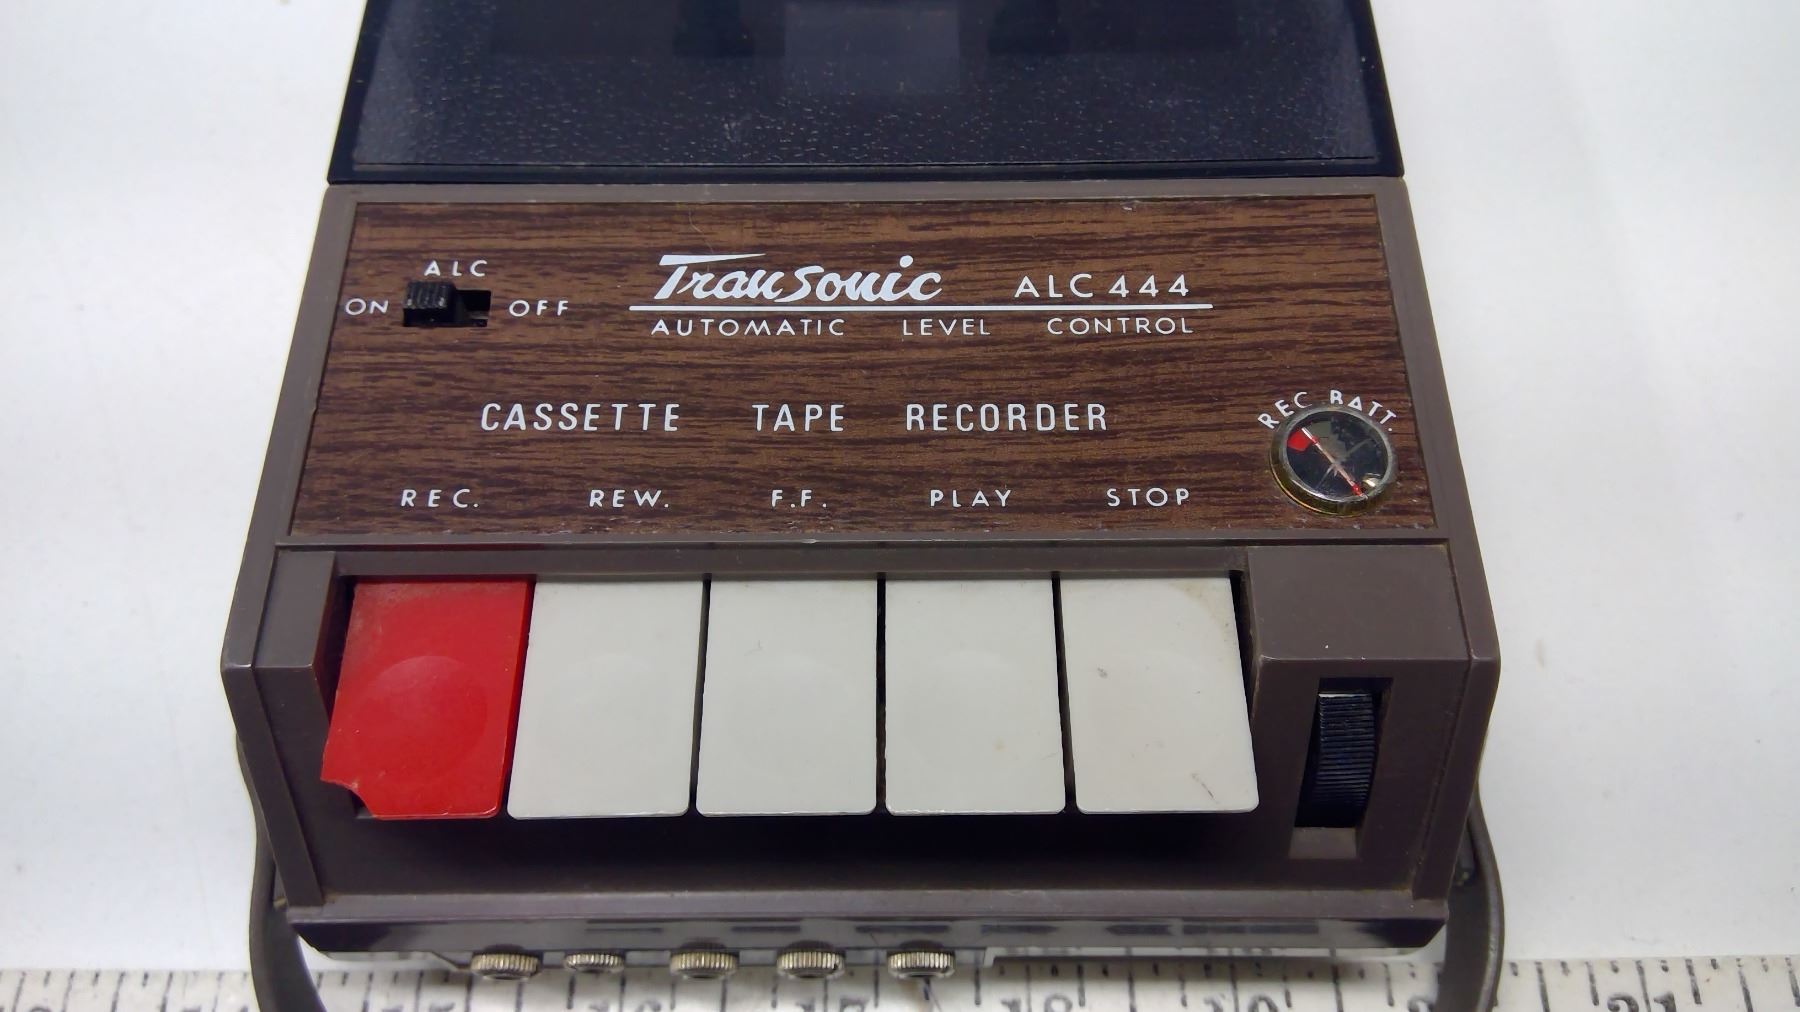 ALC
ON OFF
TranSonic ALC 444
AUTOMATIC LEVEL CONTROL
CASSETTE TAPE RECORDER
REC BATT.
REC. REW. F.F. PLAY STOP